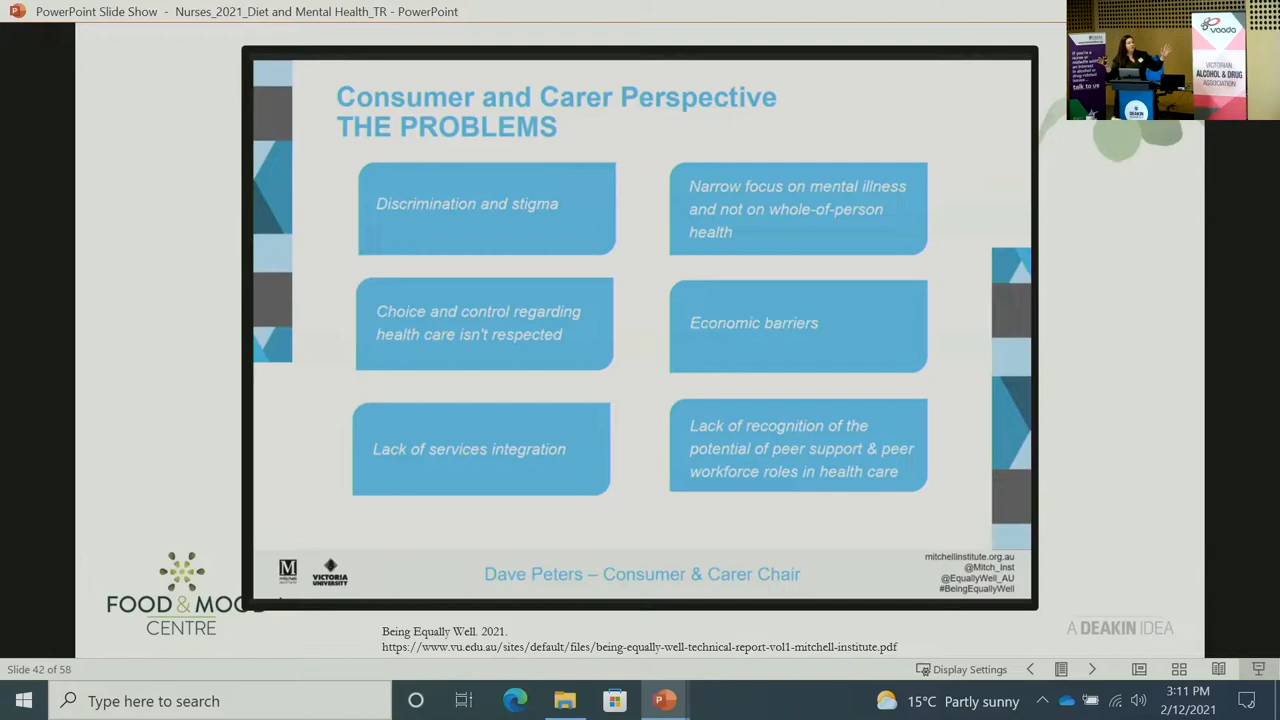 PowerPoint Slide Show - Nurses_2021_Diet and Mental Health_TR - PowerPoint
Consumer and Carer Perspective
THE PROBLEMS
Discrimination and stigma
Narrow focus on mental illness
and not on whole-of-person
health
Choice and control regarding
health care isn't respected
Economic barriers
Lack of services integration
Lack of recognition of the
potential of peer support & peer
workforce roles in health care
VICTORIA
UNIVERSITY
Dave Peters – Consumer & Carer Chair
mitchellinstitute.org.au
@Mitch_Inst
@EquallyWell_AU
#BeingEquallyWell
FOOD & MOO
CENTRE
Being Equally Well. 2021.
https://www.vu.edu.au/sites/default/files/being-equally-well-technical-report-vol1-mitchell-institute.pdf
A DEAKIN IDEA
vaada
VICTORIAN
ALCOHOL & DRUG
ASSOCIATION
talk to us
DEAKIN
Slide 42 of 58
Display Settings
Type here to search
15°C Partly sunny
3:11 PM
2/12/2021